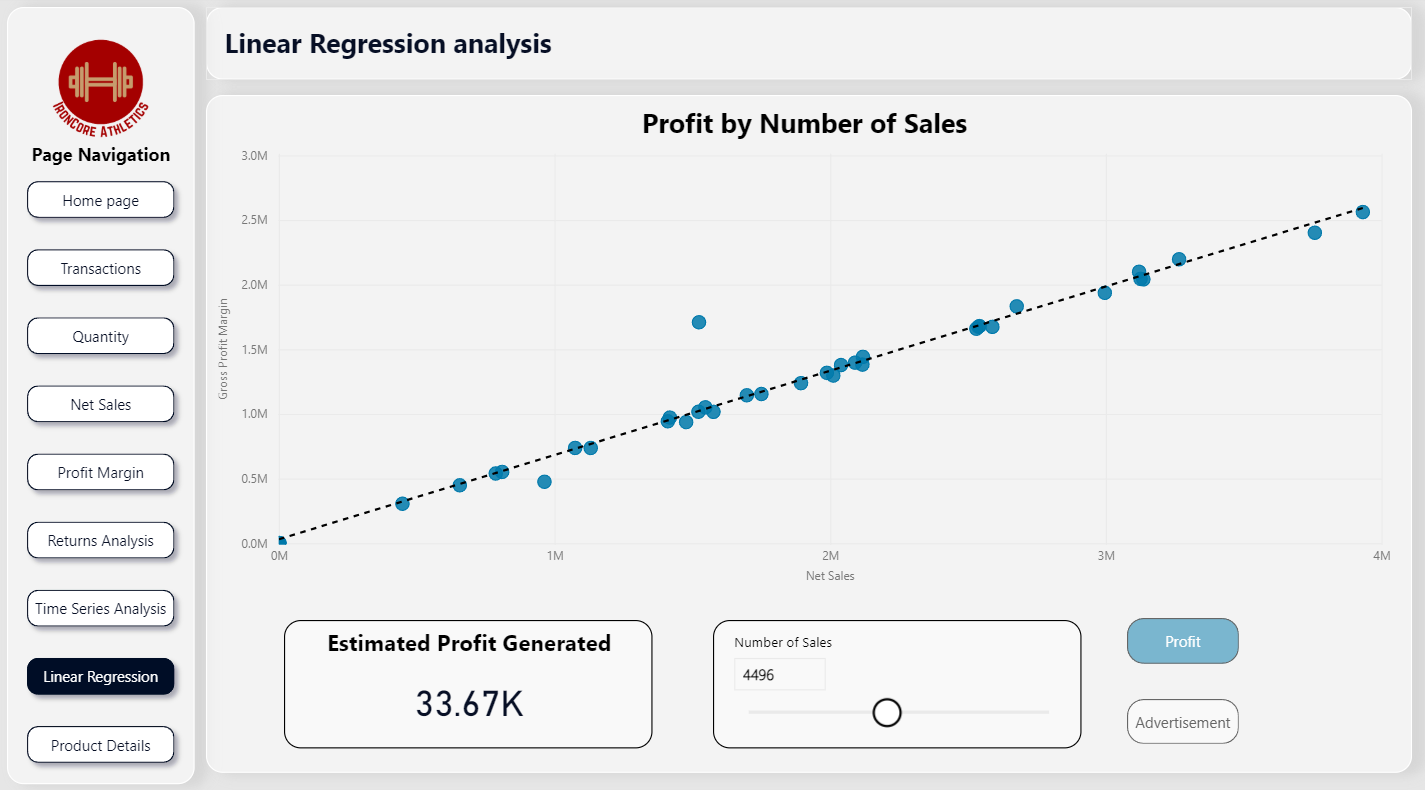 IRONCORE ATHLETICS
Page Navigation
Home page
Transactions
Quantity
Net Sales
Profit Margin
Returns Analysis
Time Series Analysis
Linear Regression
Product Details
Linear Regression analysis
Profit by Number of Sales
Gross Profit Margin
3.0M
2.5M
2.0M
1.5M
1.0M
0.5M
0.0M
0M 1M 2M 3M 4M
Net Sales
Estimated Profit Generated
33.67K
Number of Sales
4496
Profit
Advertisement